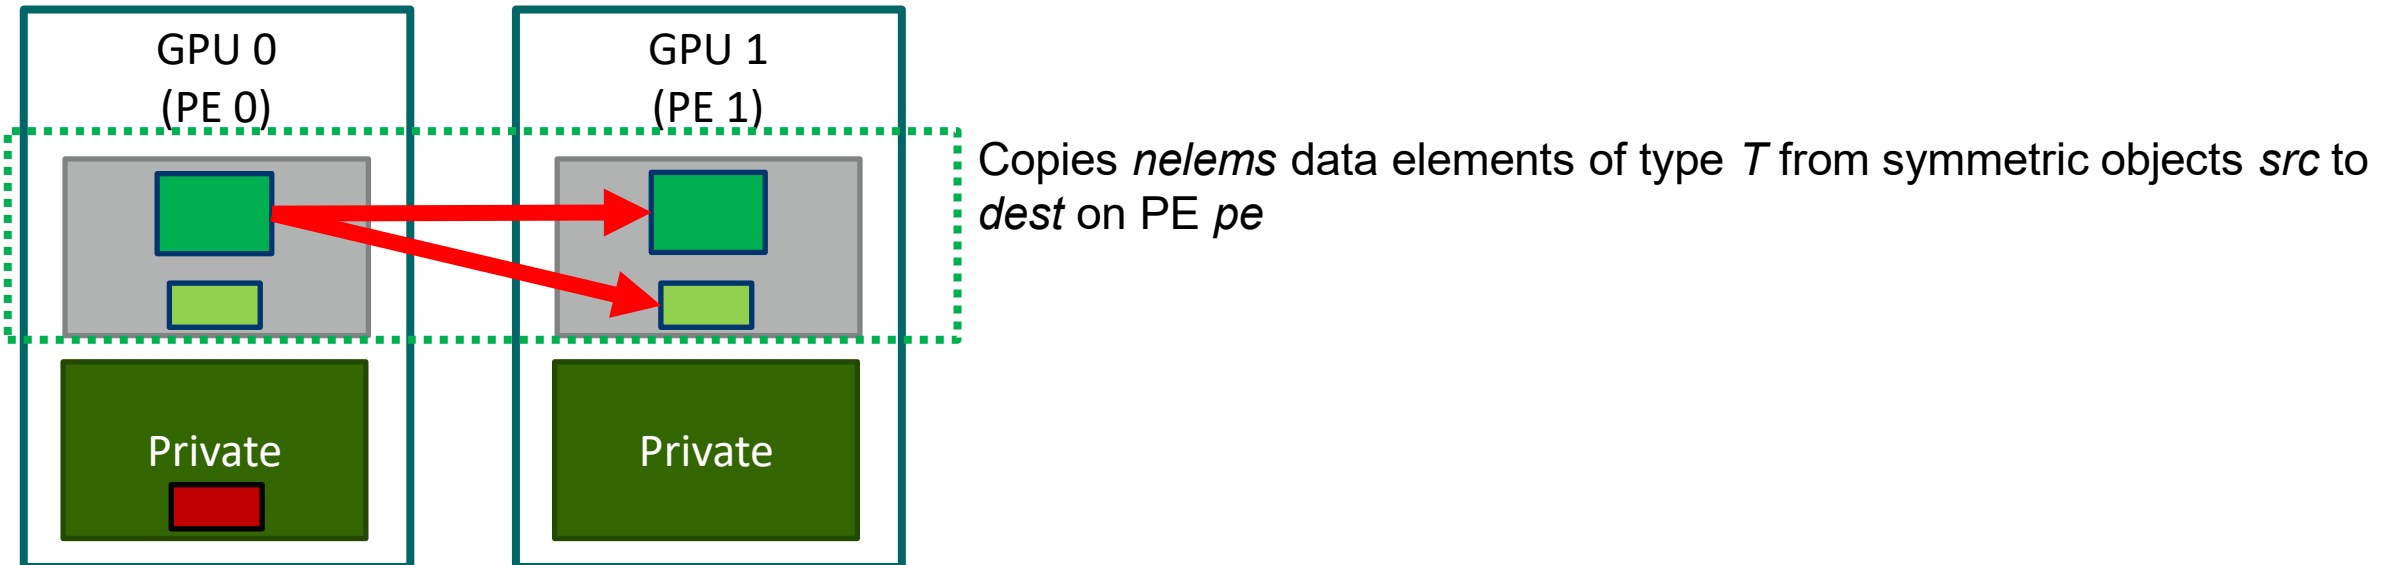 GPU 0
(PE 0)
GPU 1
(PE 1)
Copies nelems data elements of type T from symmetric objects src to
dest on PE pe
Private
Private